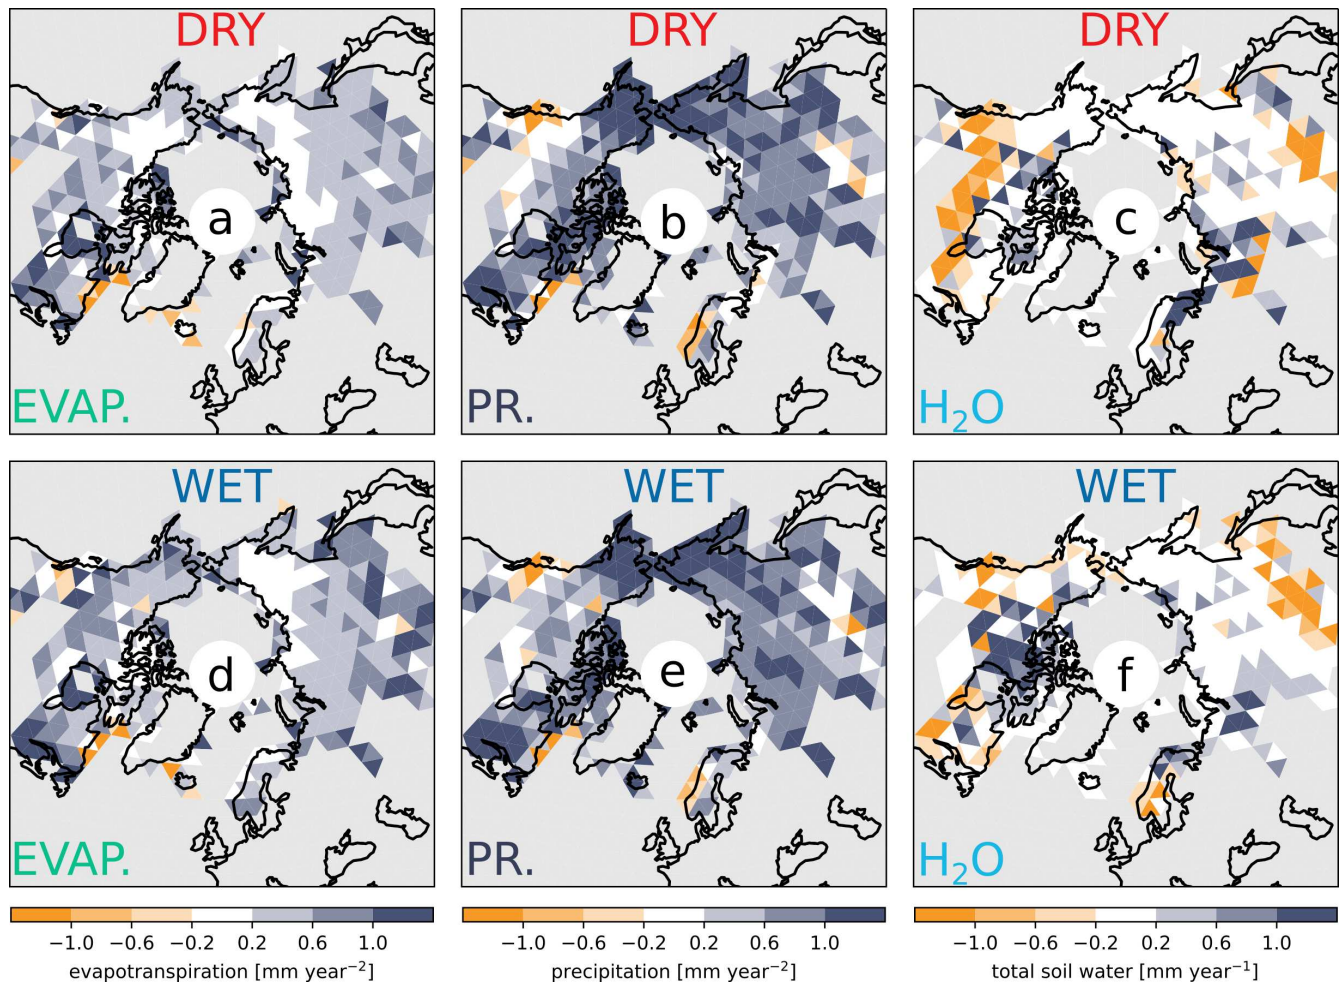 DRY DRY DRY
a b c
EVAP. PR. H₂O
WET WET WET
d e f
EVAP. PR. H₂O
−1.0 −0.6 −0.2 0.2 0.6 1.0 −1.0 −0.6 −0.2 0.2 0.6 1.0 −1.0 −0.6 −0.2 0.2 0.6 1.0
evapotranspiration [mm year⁻²] precipitation [mm year⁻²] total soil water [mm year⁻¹]